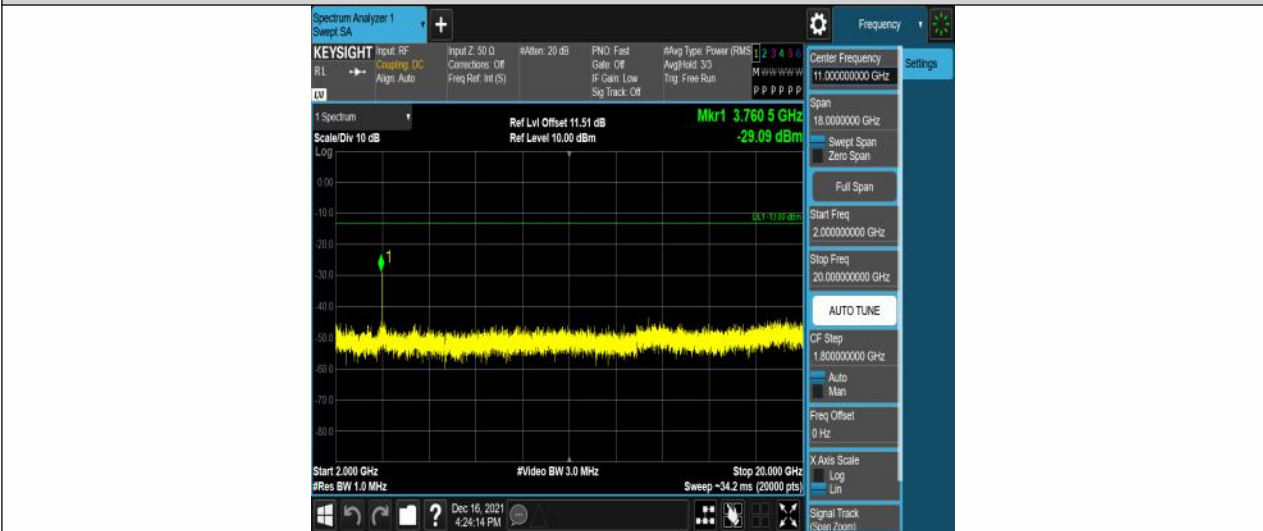 Spectrum Analyzer 1
Swept SA
Frequency
KEYSIGHT
Input: RF
Coupling: DC
Align: Auto
Input Z: 50 Ω
Corrections: Off
Freq Ref: Int (S)
#Atten: 20 dB
PNO: Fast
Gate: Off
IF Gain: Low
Sig Track: Off
#Avg Type: Power (RMS
Avg|Hold: 3/3
Trig: Free Run
1 2 3 4 5 6
M W W W W W
P P P P P P
RL
LV
1 Spectrum
Scale/Div 10 dB
Log
Ref Lvl Offset 11.51 dB
Ref Level 10.00 dBm
Mkr1 3.760 5 GHz
-29.09 dBm
0.00
-10.0
-20.0
-30.0
-40.0
-50.0
-60.0
-70.0
-80.0
DL1 -13.00 dBm
1
Start 2.000 GHz
#Res BW 1.0 MHz
#Video BW 3.0 MHz
Stop 20.000 GHz
Sweep ~34.2 ms (20000 pts)
Dec 16, 2021
4:24:14 PM
Center Frequency
11.000000000 GHz
Settings
Span
18.0000000 GHz
Swept Span
Zero Span
Full Span
Start Freq
2.000000000 GHz
Stop Freq
20.000000000 GHz
AUTO TUNE
CF Step
1.800000000 GHz
Auto
Man
Freq Offset
0 Hz
X Axis Scale
Log
Lin
Signal Track
(Span Zoom)